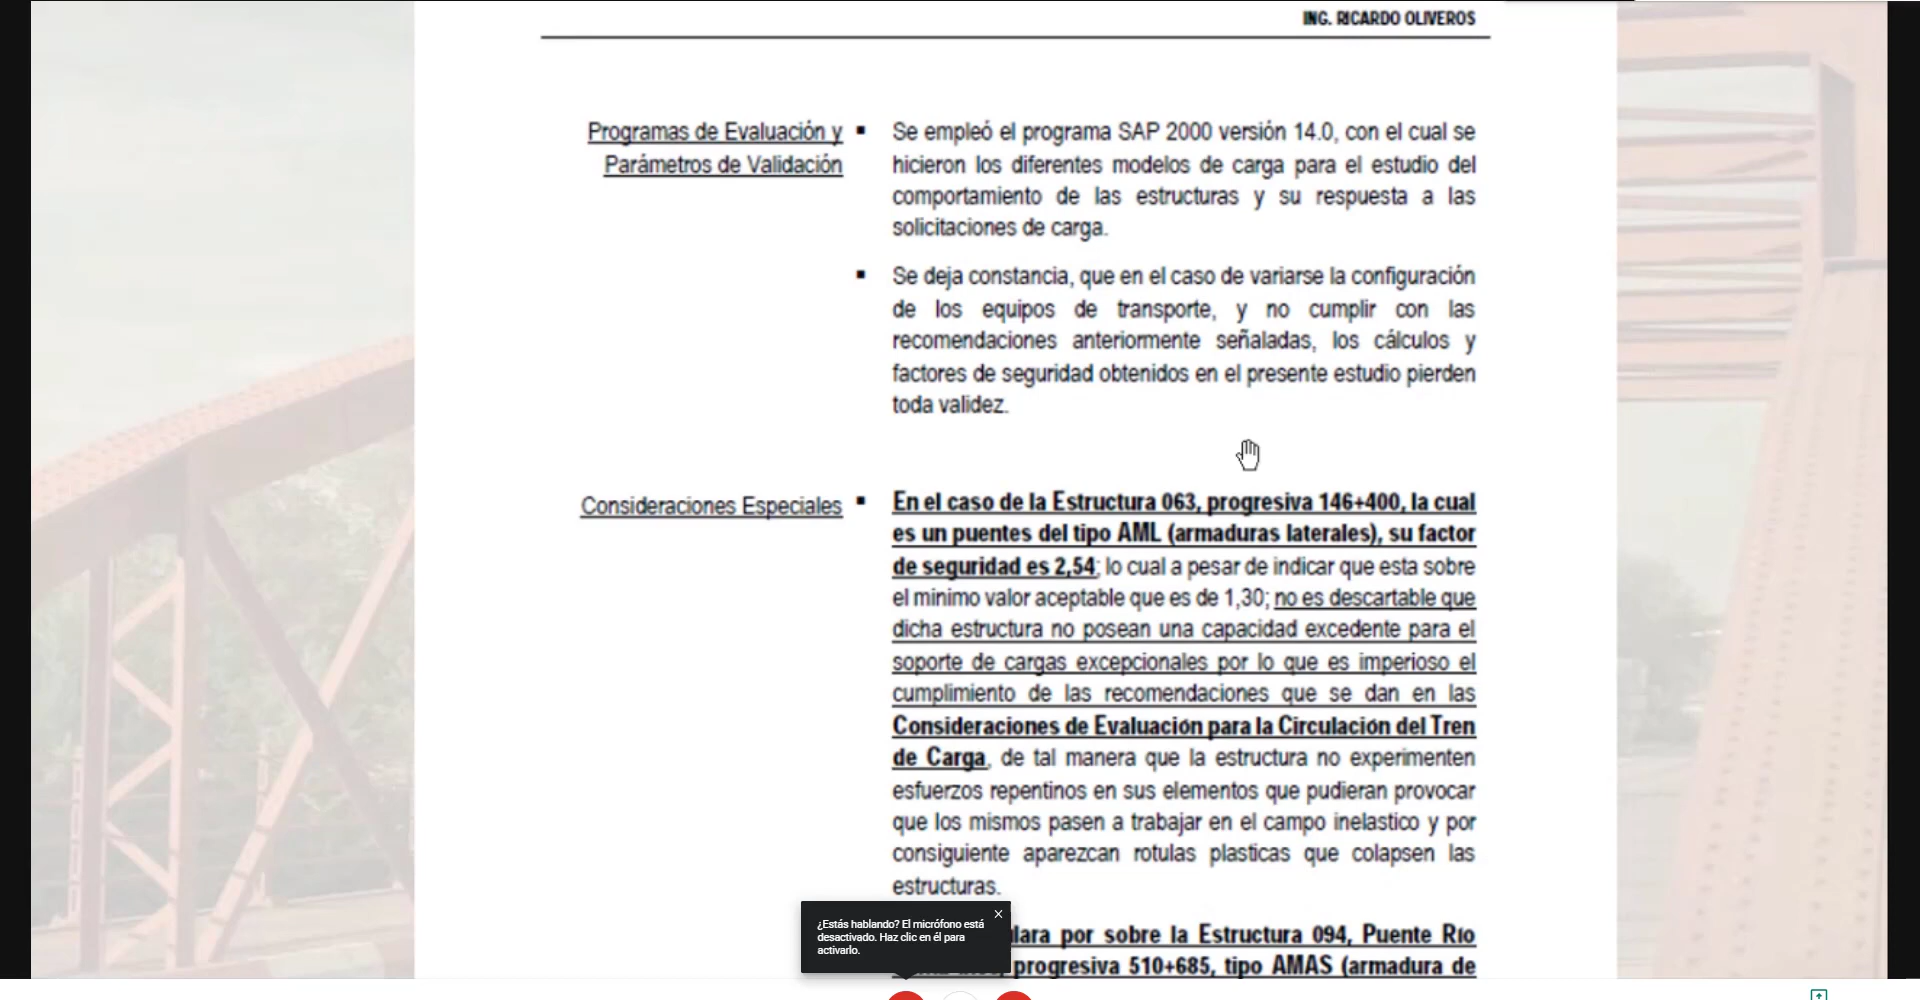 ING. RICARDO OLIVEROS
Programas de Evaluación y
Parámetros de Validación
▪ Se empleó el programa SAP 2000 versión 14.0, con el cual se
hicieron los diferentes modelos de carga para el estudio del
comportamiento de las estructuras y su respuesta a las
solicitaciones de carga.
▪ Se deja constancia, que en el caso de variarse la configuración
de los equipos de transporte, y no cumplir con las
recomendaciones anteriormente señaladas, los cálculos y
factores de seguridad obtenidos en el presente estudio pierden
toda validez.
Consideraciones Especiales
▪ En el caso de la Estructura 063, progresiva 146+400, la cual
es un puentes del tipo AML (armaduras laterales), su factor
de seguridad es 2,54; lo cual a pesar de indicar que esta sobre
el minimo valor aceptable que es de 1,30; no es descartable que
dicha estructura no posean una capacidad excedente para el
soporte de cargas excepcionales por lo que es imperioso el
cumplimiento de las recomendaciones que se dan en las
Consideraciones de Evaluación para la Circulación del Tren
de Carga, de tal manera que la estructura no experimenten
esfuerzos repentinos en sus elementos que pudieran provocar
que los mismos pasen a trabajar en el campo inelastico y por
consiguiente aparezcan rotulas plasticas que colapsen las
estructuras.
lara por sobre la Estructura 094, Puente Río
progresiva 510+685, tipo AMAS (armadura de
¿Estás hablando? El micrófono está
desactivado. Haz clic en él para
activarlo.